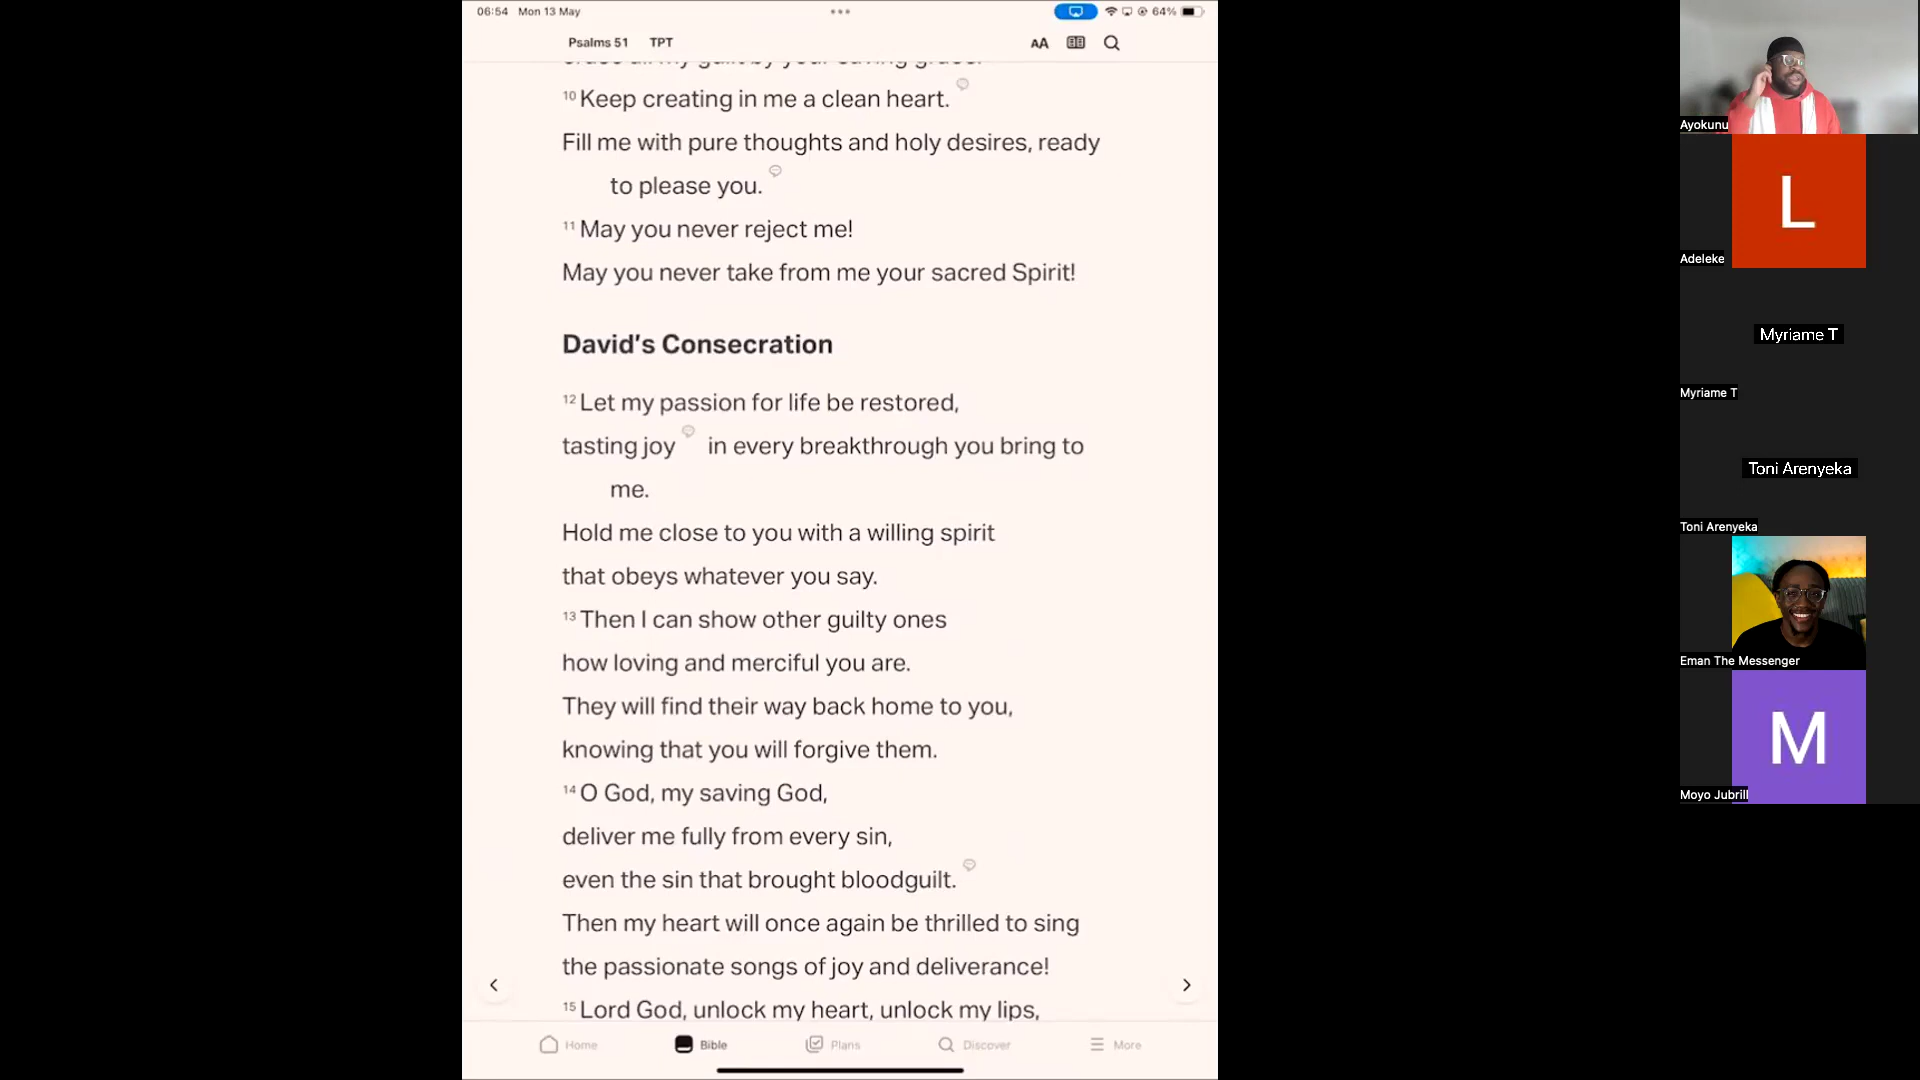 06:54 Mon 13 May
64%
Psalms 51 TPT
AA
erase all my guilt by your saving grace.
10 Keep creating in me a clean heart.
Fill me with pure thoughts and holy desires, ready
to please you.
11 May you never reject me!
May you never take from me your sacred Spirit!
David's Consecration
12 Let my passion for life be restored,
tasting joy in every breakthrough you bring to
me.
Hold me close to you with a willing spirit
that obeys whatever you say.
13 Then I can show other guilty ones
how loving and merciful you are.
They will find their way back home to you,
knowing that you will forgive them.
14 O God, my saving God,
deliver me fully from every sin,
even the sin that brought bloodguilt.
Then my heart will once again be thrilled to sing
the passionate songs of joy and deliverance!
15 Lord God, unlock my heart, unlock my lips,
Home Bible Plans Discover More
Ayokunu
L
Adeleke
Myriame T
Myriame T
Toni Arenyeka
Toni Arenyeka
Eman The Messenger
M
Moyo Jubrill